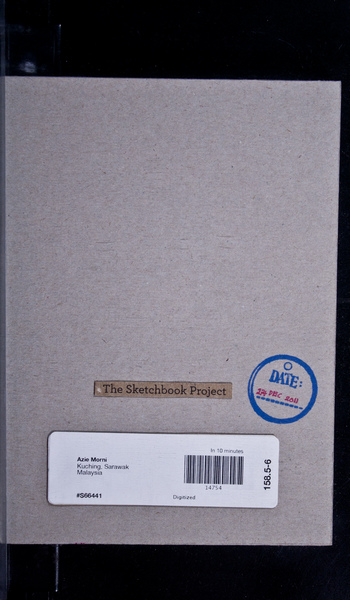 The Sketchbook Project
DATE:
DEC 2011
In 10 minutes
Azie Morni
Kuching, Sarawak
Malaysia
14754
158.5-6
#S66441
Digitized